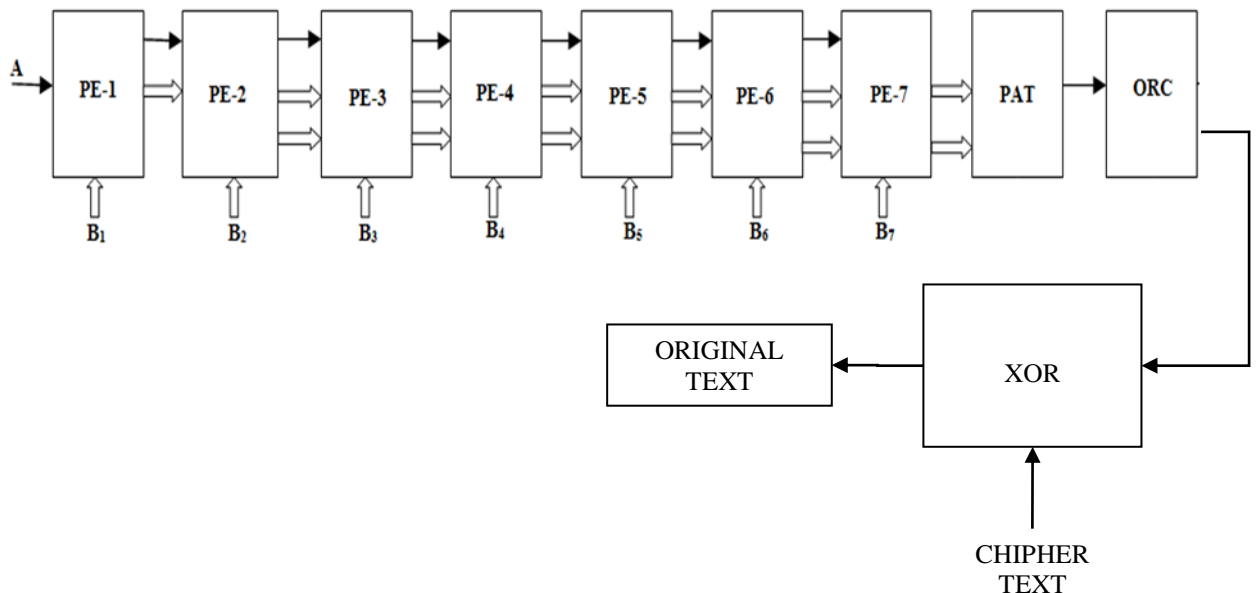 A
PE-1
PE-2
PE-3
PE-4
PE-5
PE-6
PE-7
PAT
ORC
B₁
B₂
B₃
B₄
B₅
B₆
B₇
ORIGINAL
TEXT
XOR
CHIPHER
TEXT